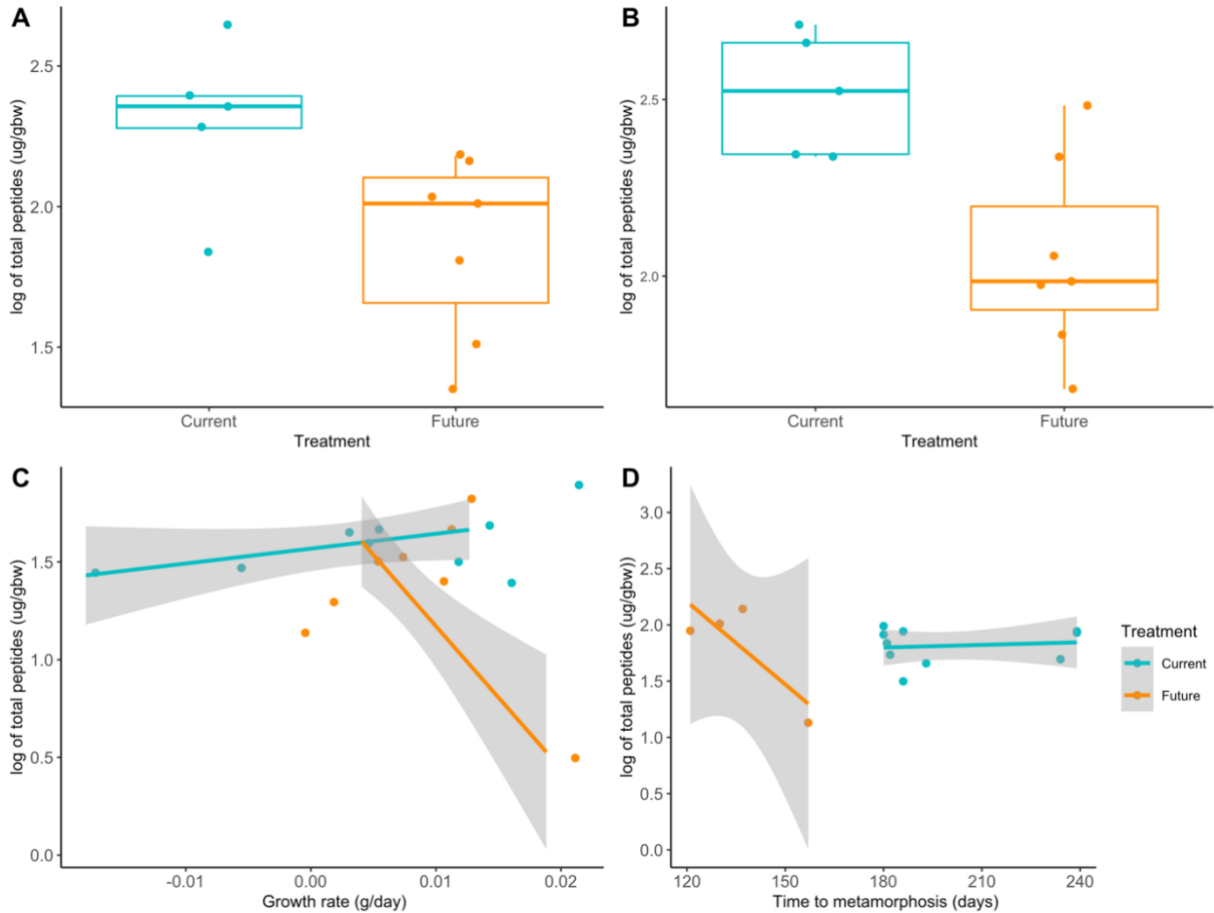 A
log of total peptides (ug/gbw)
2.5
2.0
1.5
Current
Future
Treatment
B
log of total peptides (ug/gbw)
2.5
2.0
Current
Future
Treatment
C
log of total peptides (ug/gbw)
1.5
1.0
0.5
0.0
-0.01
0.00
0.01
0.02
Growth rate (g/day)
D
log of total peptides (ug/gbw))
3.0
2.5
2.0
1.5
1.0
0.5
0.0
120
150
180
210
240
Time to metamorphosis (days)
Treatment
Current
Future